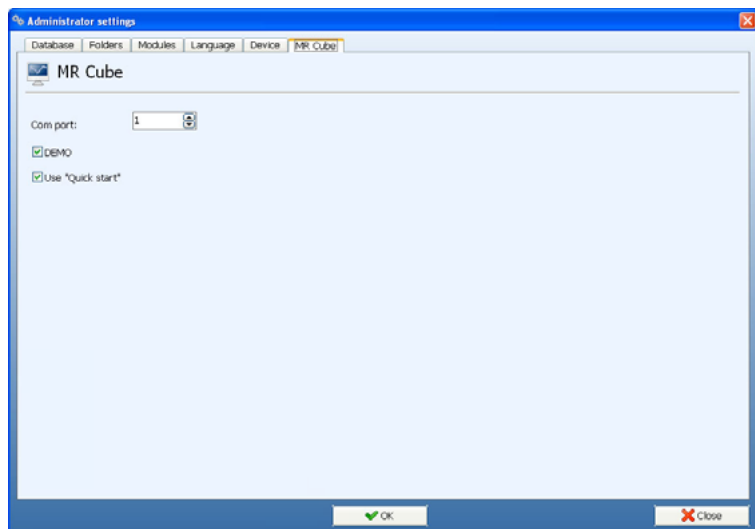 Administrator settings
Database Folders Modules Language Device MR Cube
MR Cube
Com port: 1
DEMO
Use "Quick start"
OK Close